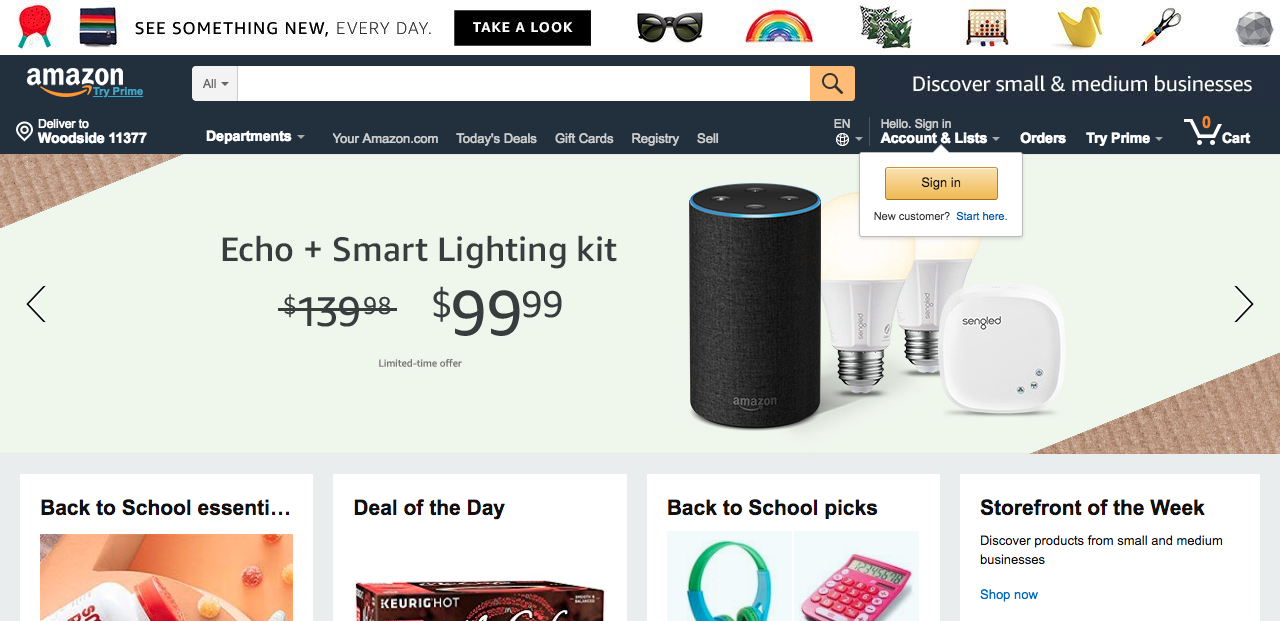 SEE SOMETHING NEW, EVERY DAY. TAKE A LOOK
amazon
Try Prime
All
Discover small & medium businesses
Deliver to
Woodside 11377
Departments
Your Amazon.com Today's Deals Gift Cards Registry Sell
EN
Hello. Sign in
Account & Lists
Orders
Try Prime
0
Cart
Sign in
New customer? Start here.
Echo + Smart Lighting kit
$139.98 $99.99
Limited-time offer
sengled
sengled
sengled
amazon
Back to School essenti...
Deal of the Day
Back to School picks
Storefront of the Week
Discover products from small and medium
businesses
Shop now
KEURIG HOT